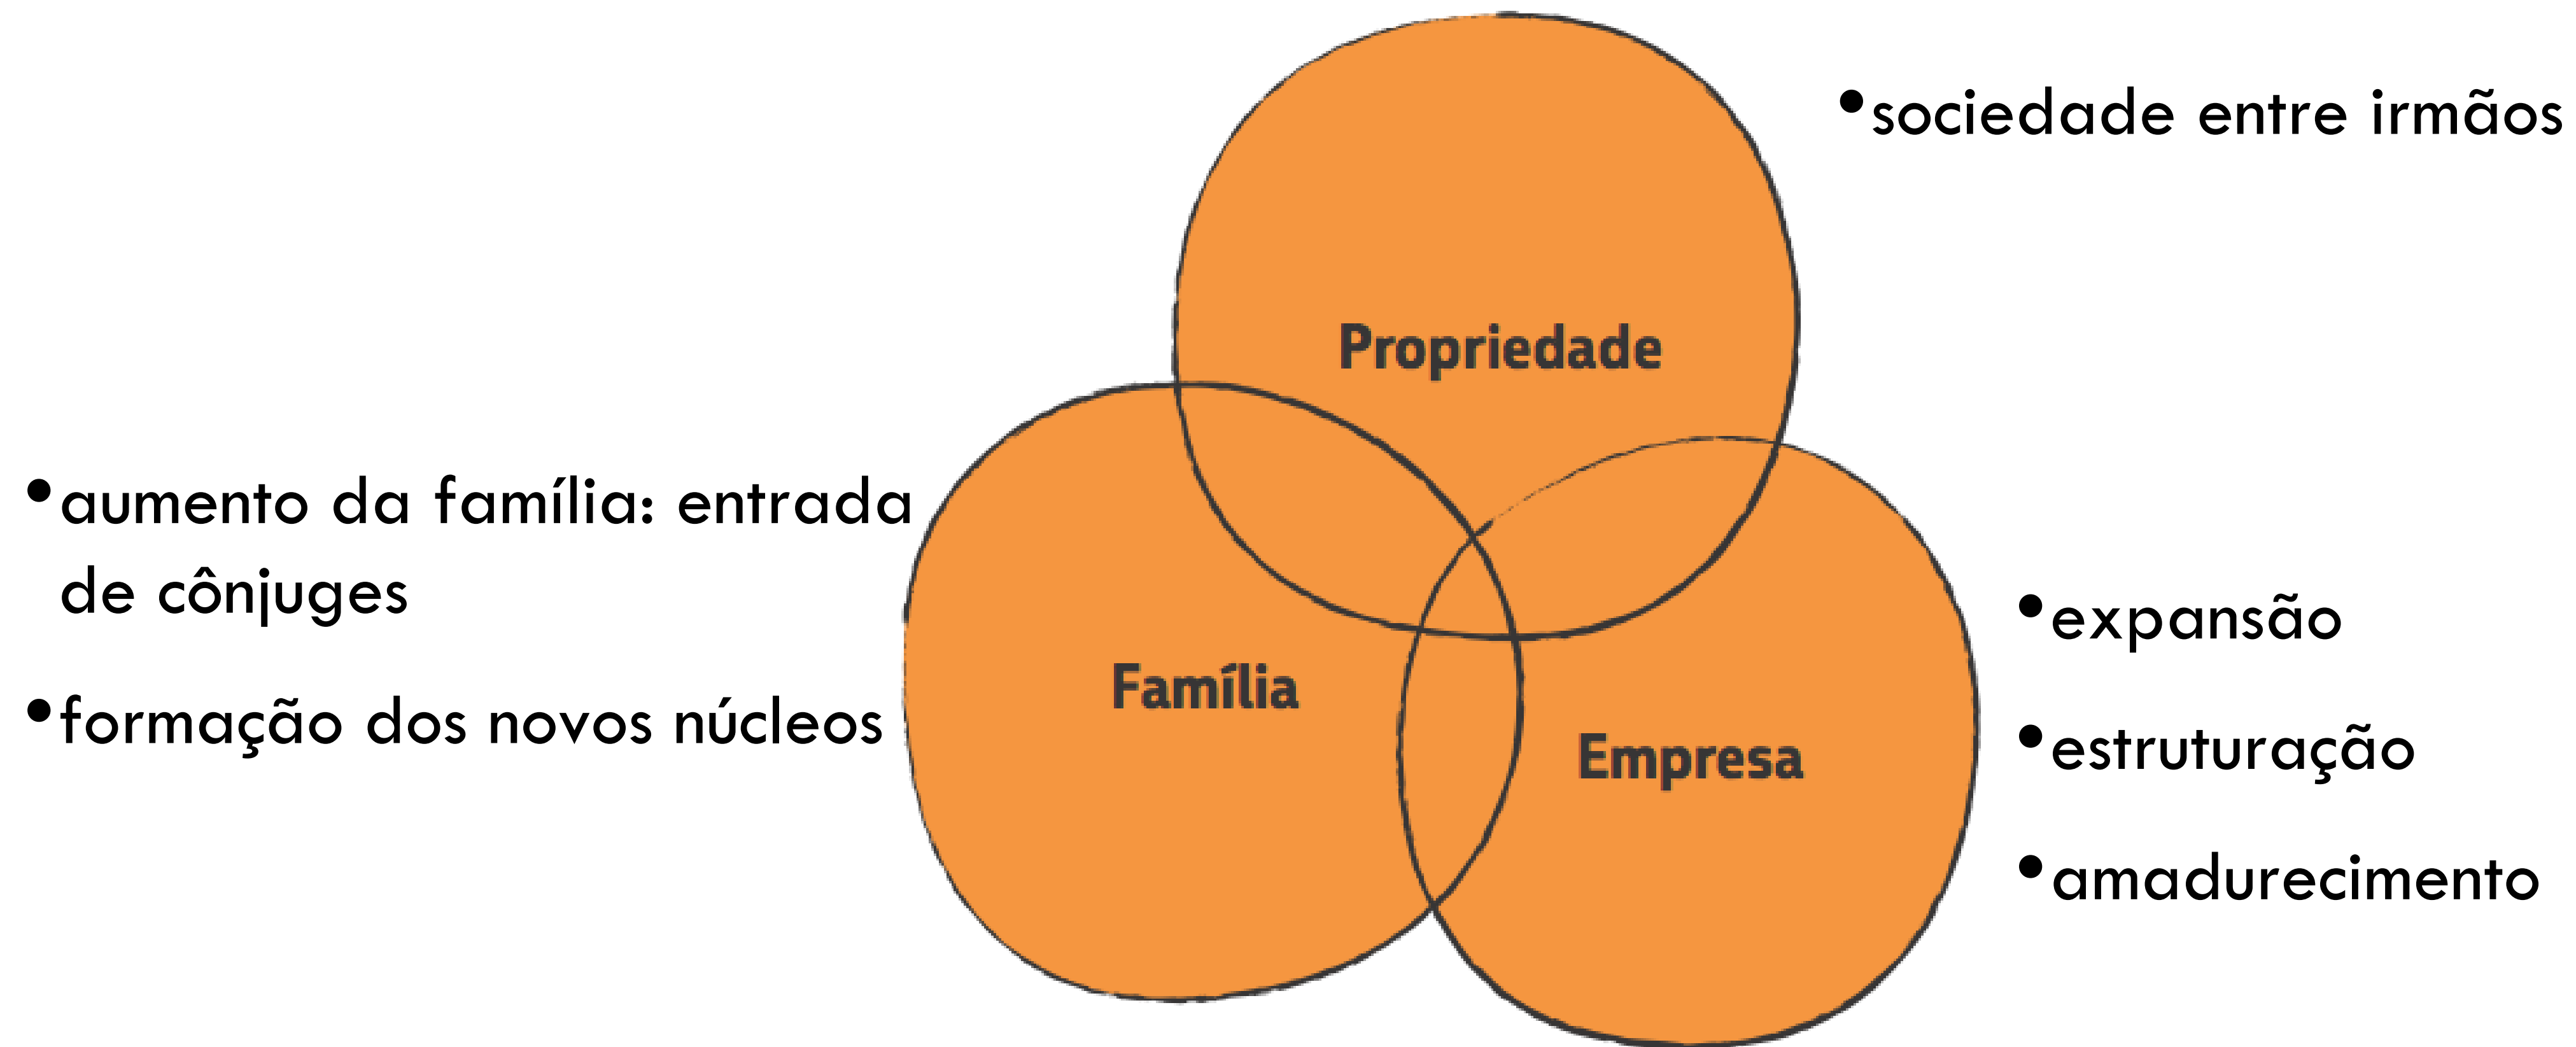 •sociedade entre irmãos
Propriedade
•aumento da família: entrada
de cônjuges
•formação dos novos núcleos
Família
Empresa
•expansão
•estruturação
•amadurecimento